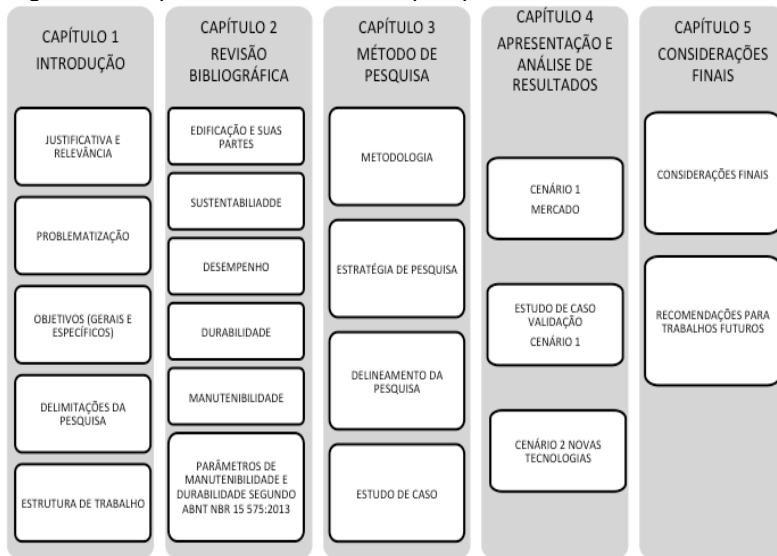 CAPÍTULO 1
INTRODUÇÃO
JUSTIFICATIVA E
RELEVÂNCIA
PROBLEMATIZAÇÃO
OBJETIVOS (GERAIS E
ESPECÍFICOS)
DELIMITAÇÕES DA
PESQUISA
ESTRUTURA DE TRABALHO
CAPÍTULO 2
REVISÃO
BIBLIOGRÁFICA
EDIFICAÇÃO E SUAS
PARTES
SUSTENTABILIADDE
DESEMPENHO
DURABILIDADE
MANUTENIBILIDADE
PARÂMETROS DE
MANUTENIBILIDADE E
DURABILIDADE SEGUNDO
ABNT NBR 15 575:2013
CAPÍTULO 3
MÉTODO DE
PESQUISA
METODOLOGIA
ESTRATÉGIA DE PESQUISA
DELINEAMENTO DA
PESQUISA
ESTUDO DE CASO
CAPÍTULO 4
APRESENTAÇÃO E
ANÁLISE DE
RESULTADOS
CENÁRIO 1
MERCADO
ESTUDO DE CASO
VALIDAÇÃO
CENÁRIO 1
CENÁRIO 2 NOVAS
TECNOLOGIAS
CAPÍTULO 5
CONSIDERAÇÕES
FINAIS
CONSIDERAÇÕES FINAIS
RECOMENDAÇÕES PARA
TRABALHOS FUTUROS